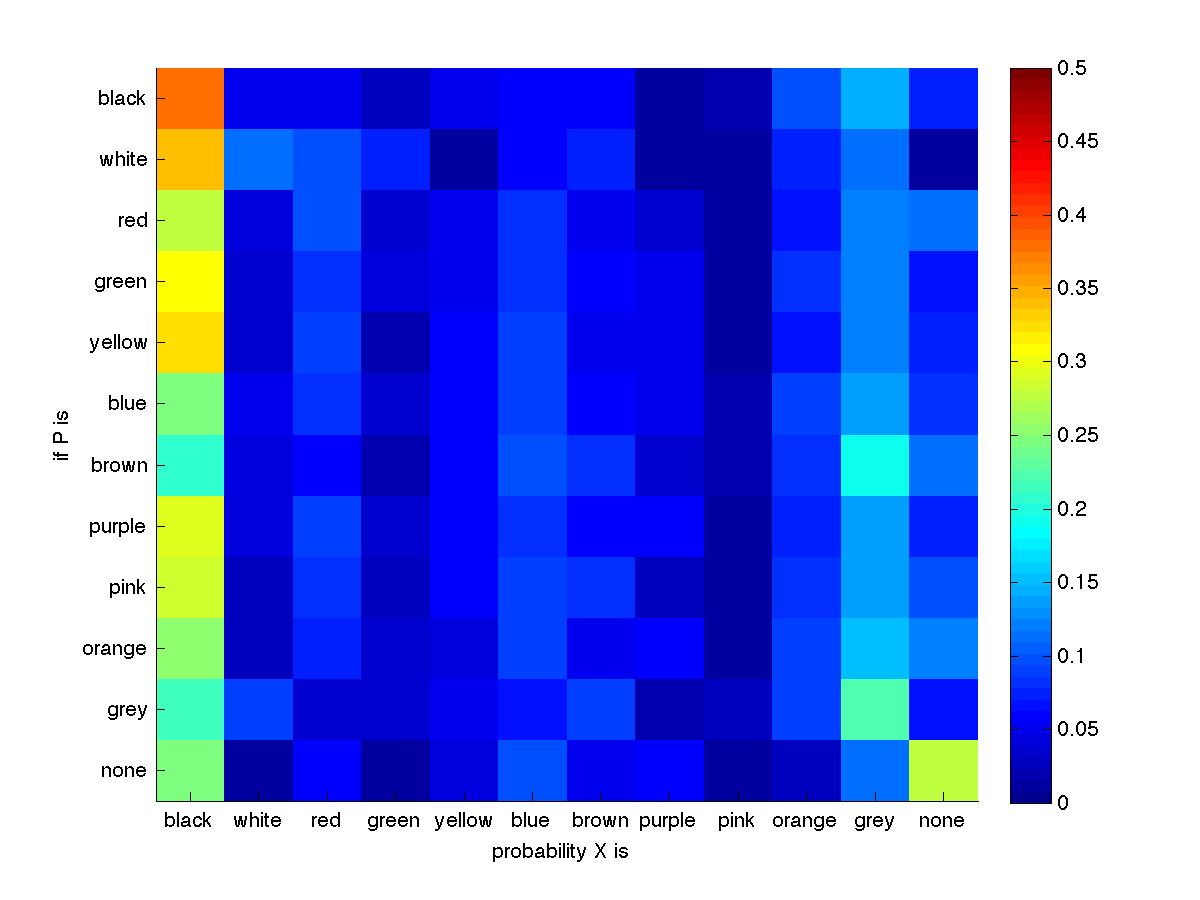 if P is
black
white
red
green
yellow
blue
brown
purple
pink
orange
grey
none
black white red green yellow blue brown purple pink orange grey none
probability X is
0.5
0.45
0.4
0.35
0.3
0.25
0.2
0.15
0.1
0.05
0